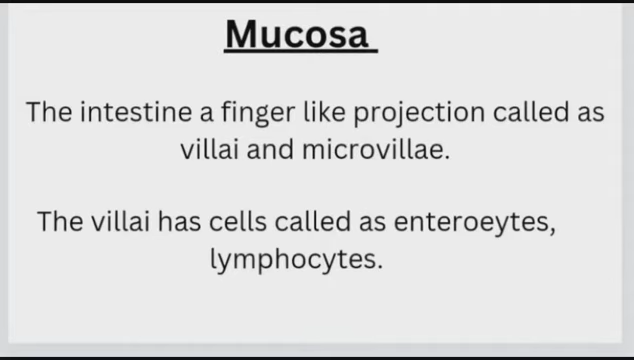 Mucosa
The intestine a finger like projection called as
villai and microvillae.
The villai has cells called as enteroeytes,
lymphocytes.